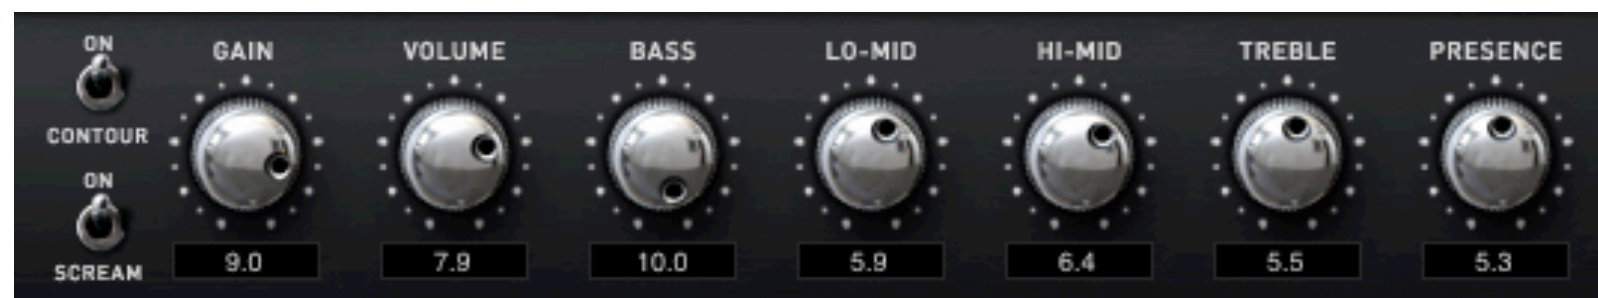 ON
CONTOUR
ON
SCREAM
GAIN VOLUME BASS LO-MID HI-MID TREBLE PRESENCE
9.0 7.9 10.0 5.9 6.4 5.5 5.3